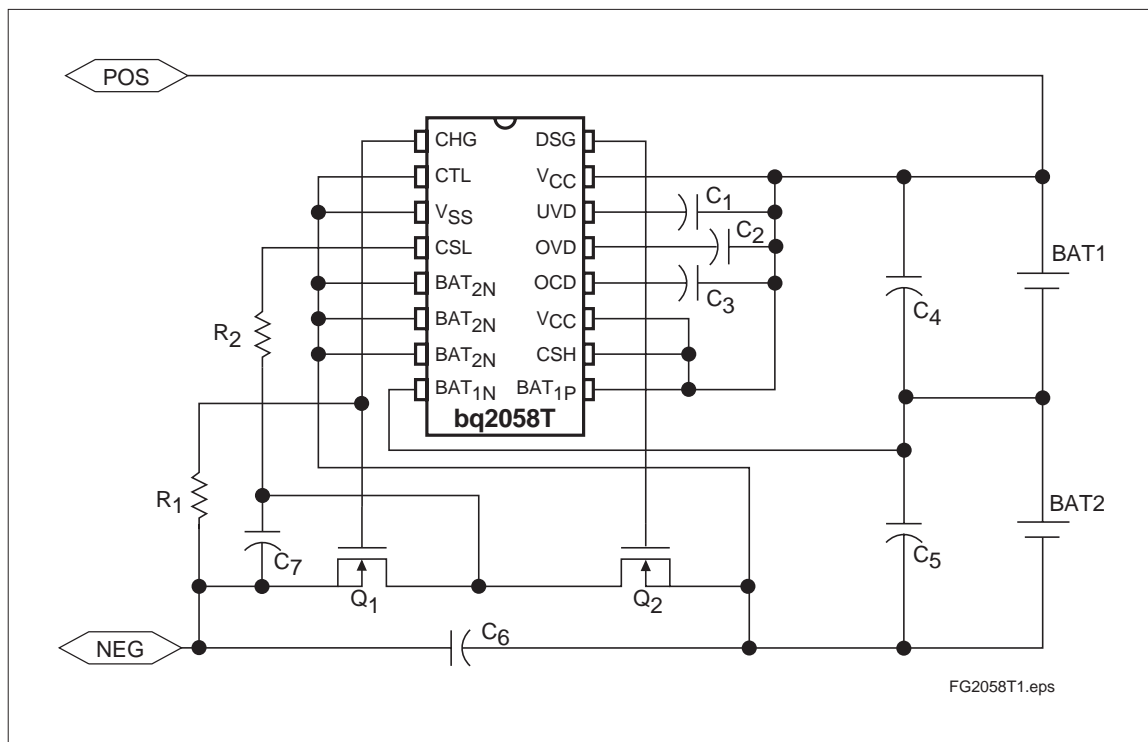 POS
CHG DSG
CTL VCC
VSS UVD C1
CSL OVD C2
BAT2N OCD C3
BAT2N VCC
BAT2N CSH
BAT1N BAT1P
bq2058T
BAT1
C4
R2
R1
BAT2
C5
C7
Q1 Q2
C6
NEG
FG2058T1.eps